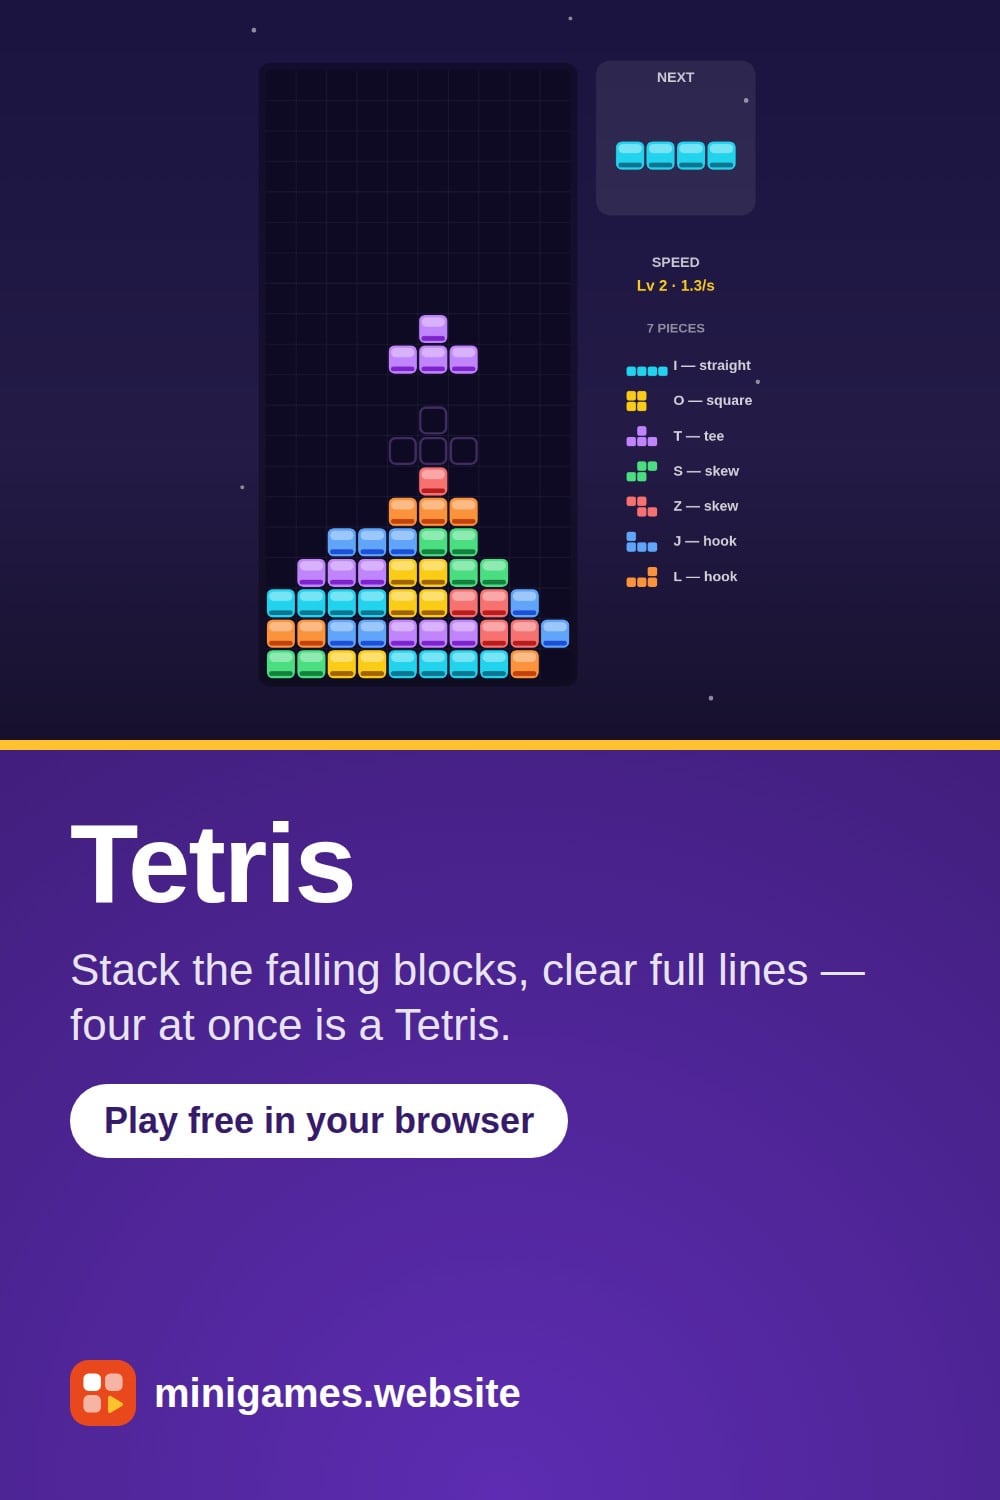 NEXT
SPEED
Lv 2 · 1.3/s
7 PIECES
I — straight
O — square
T — tee
S — skew
Z — skew
J — hook
L — hook
Tetris
Stack the falling blocks, clear full lines —
four at once is a Tetris.
Play free in your browser
minigames.website